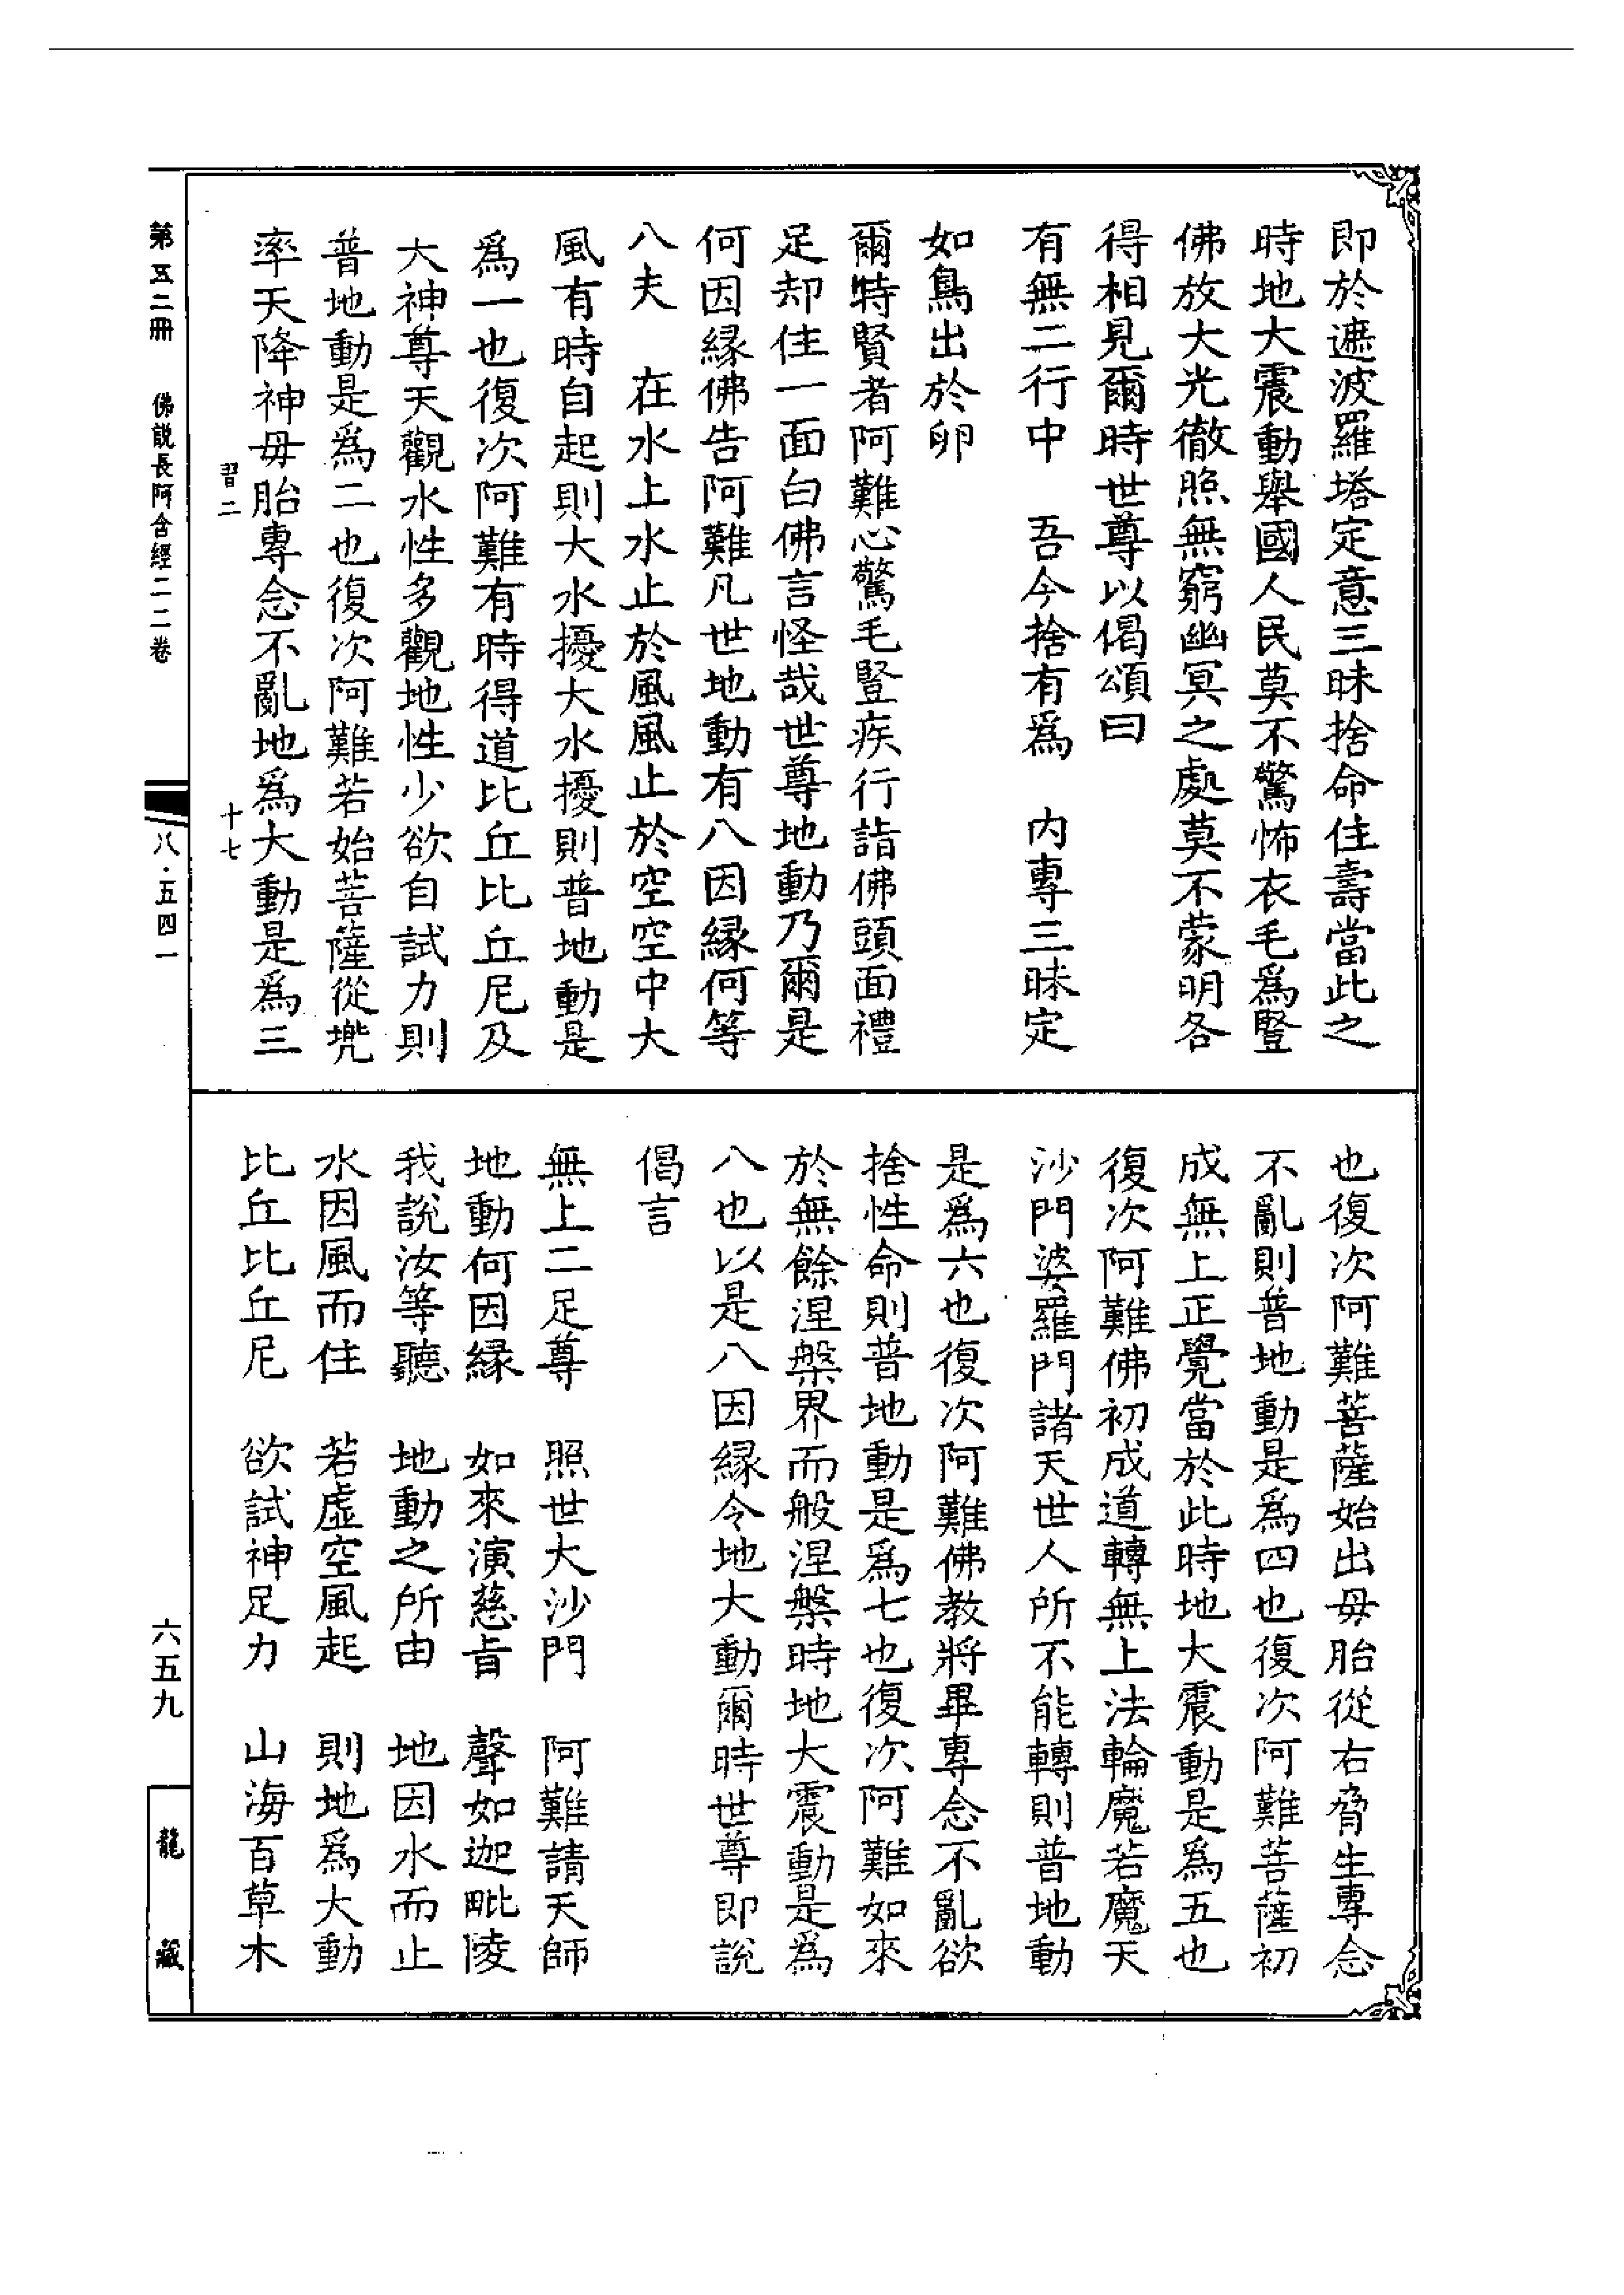 即於遮波羅塔定意三昧捨命住壽當此之
時地大震動舉國人民莫不驚怖衣毛爲豎
佛放大光徹照無窮幽冥之處莫不蒙明各
得相見爾時世尊以偈頌曰
有無二行中　吾今捨有爲　內專三昧定
如鳥出於卵
爾時賢者阿難心驚毛豎疾行詣佛頭面禮
足却住一面白佛言怪哉世尊地動乃爾是
何因緣佛告阿難凡世地動有八因緣何等
八夫　在水上水止於風風止於空空中大
風有時自起則大水擾大水擾則普地動是
爲一也復次阿難有時得道比丘比丘尼及
大神尊天觀水性多觀地性少欲自試力則
普地動是爲二也復次阿難若始菩薩從兜
率天降神毋胎專念不亂地爲大動是爲三
習二　十七
也復次阿難菩薩始出毋胎從右脅生專念
不亂則普地動是爲四也復次阿難菩薩初
成無上正覺當於此時地大震動是爲五也
復次阿難佛初成道轉無上法輪魔若魔天
沙門婆羅門諸天世人所不能轉則普地動
是爲六也復次阿難佛教將畢專念不亂欲
捨性命則普地動是爲七也復次阿難如來
於無餘涅槃界而般涅槃時地大震動是爲
八也以是八因緣令地大動爾時世尊即說
偈言
無上二足尊　照世大沙門　阿難請天師
地動何因緣　如來演慈旨　聲如迦毗陵
我說汝等聽　地動之所由　地因水而止
水因風而住　若虛空風起　則地爲大動
比丘比丘尼　欲試神足力　山海百草木
第五二冊　佛說長阿含經二二卷　八·五四一　六五九　龍藏